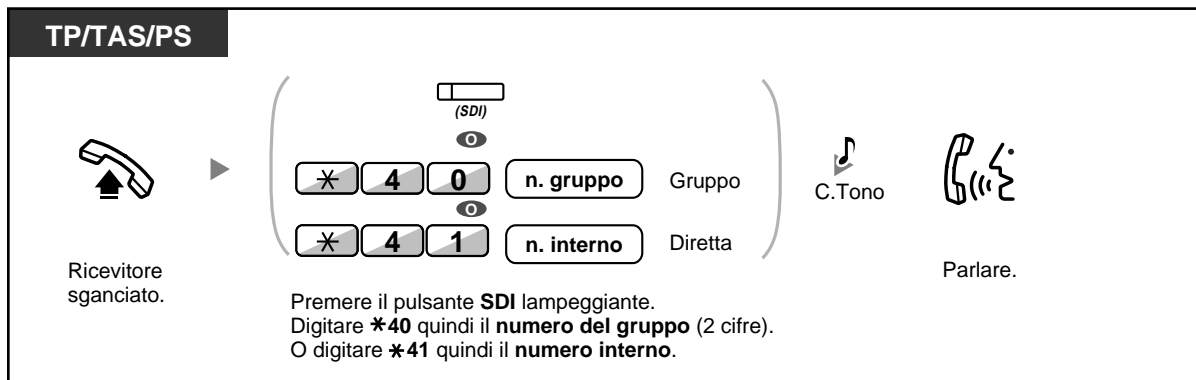 TP/TAS/PS
(SDI)
O
* 4 0 n. gruppo Gruppo
O
* 4 1 n. interno Diretta
C.Tono
Ricevitore
sganciato.
Premere il pulsante SDI lampeggiante.
Digitare *40 quindi il numero del gruppo (2 cifre).
O digitare *41 quindi il numero interno.
Parlare.